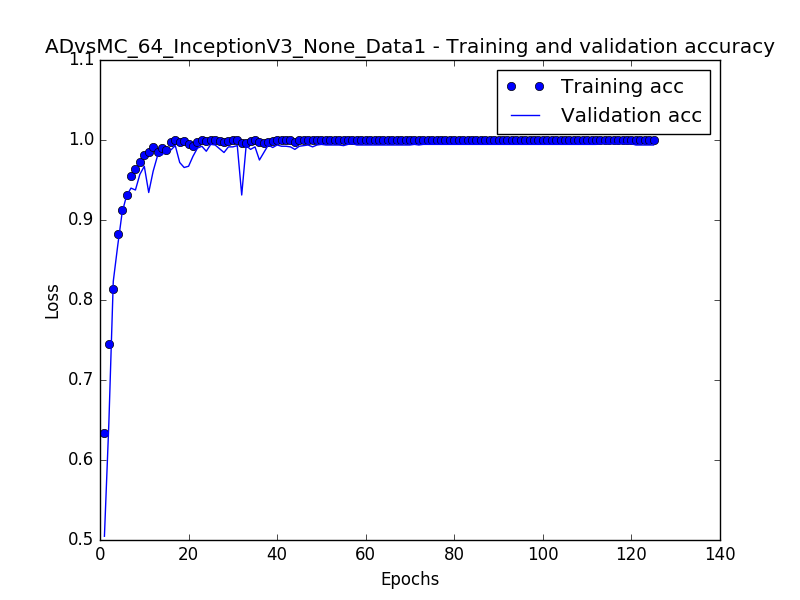 ADvsMC_64_InceptionV3_None_Data1 - Training and validation accuracy
1.1
Training acc
Validation acc
1.0
0.9
0.8
0.7
0.6
0.5
Loss
0 20 40 60 80 100 120 140
Epochs